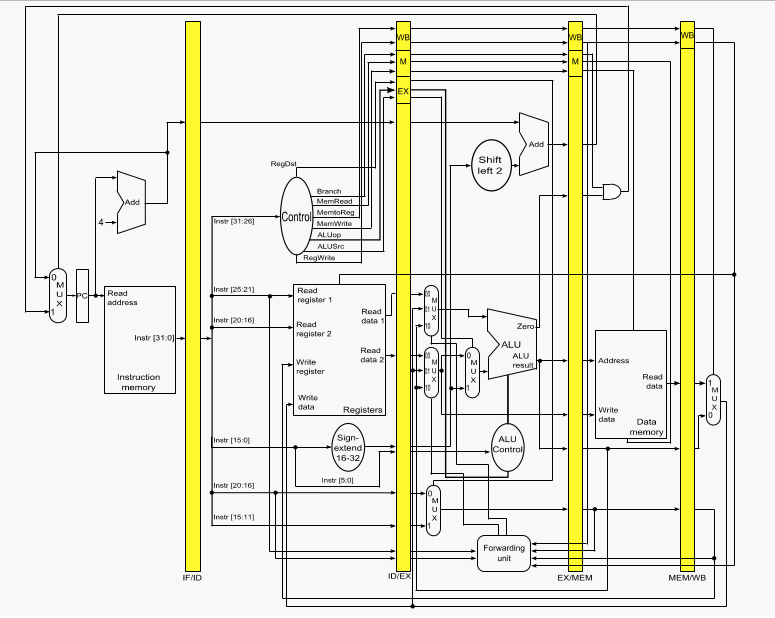 WB
WB
WB
M
M
EX
Add
Shift
left 2
RegDst
Control
Branch
MemRead
MemtoReg
MemWrite
ALUop
ALUSrc
RegWrite
Instr [31:26]
Add
4
0
M
U
X
1
PC
Read
address
Instr [31:0]
Instruction
memory
Instr [25:21]
Instr [20:16]
Read
register 1
Read
register 2
Write
register
Write
data
Read
data 1
Read
data 2
Registers
00
M
01 U
X
10
00
M
01 U
X
10
0
M
U
X
1
Zero
ALU
ALU
result
Address
Read
data
Write
data
Data
memory
1
M
U
X
0
Instr [15:0]
Sign-
extend
16-32
Instr [5:0]
ALU
Control
Instr [20:16]
Instr [15:11]
0
M
U
X
1
Forwarding
unit
IF/ID
ID/EX
EX/MEM
MEM/WB